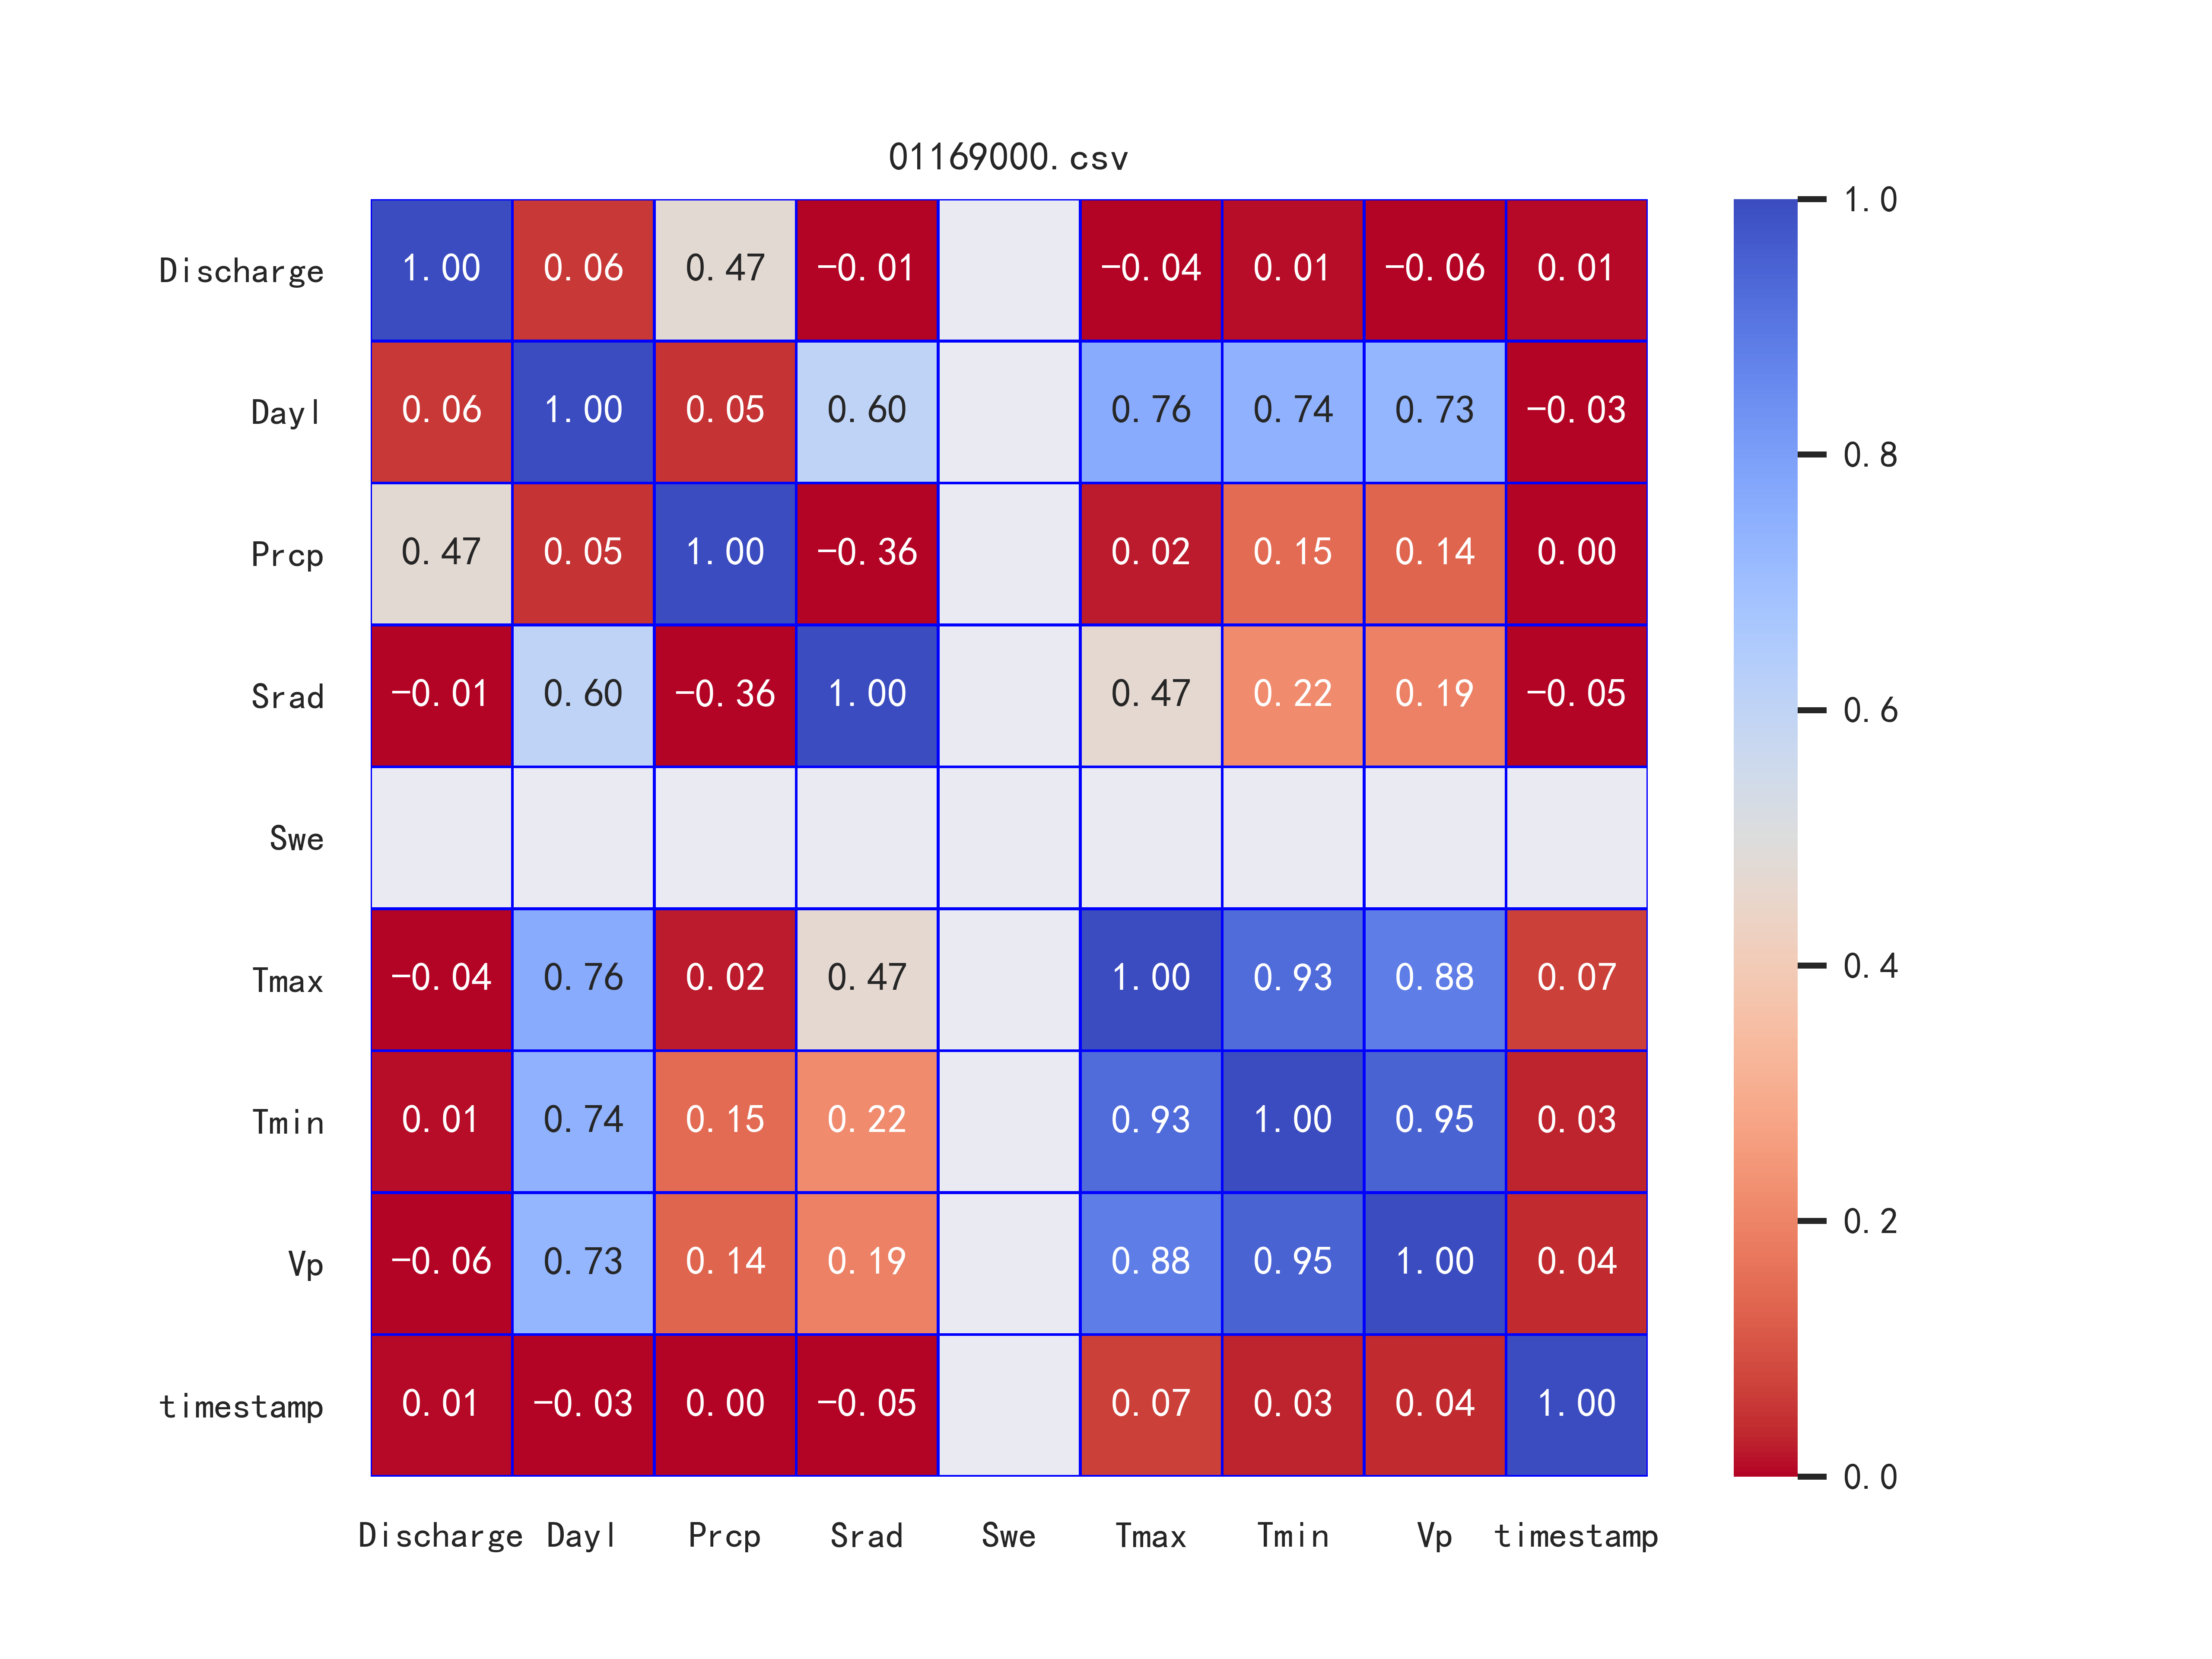 01169000.csv
Discharge 1.00 0.06 0.47 -0.01 -0.04 0.01 -0.06 0.01
Dayl 0.06 1.00 0.05 0.60 0.76 0.74 0.73 -0.03
Prcp 0.47 0.05 1.00 -0.36 0.02 0.15 0.14 0.00
Srad -0.01 0.60 -0.36 1.00 0.47 0.22 0.19 -0.05
Swe
Tmax -0.04 0.76 0.02 0.47 1.00 0.93 0.88 0.07
Tmin 0.01 0.74 0.15 0.22 0.93 1.00 0.95 0.03
Vp -0.06 0.73 0.14 0.19 0.88 0.95 1.00 0.04
timestamp 0.01 -0.03 0.00 -0.05 0.07 0.03 0.04 1.00
Discharge Dayl Prcp Srad Swe Tmax Tmin Vp timestamp
1.0
0.8
0.6
0.4
0.2
0.0